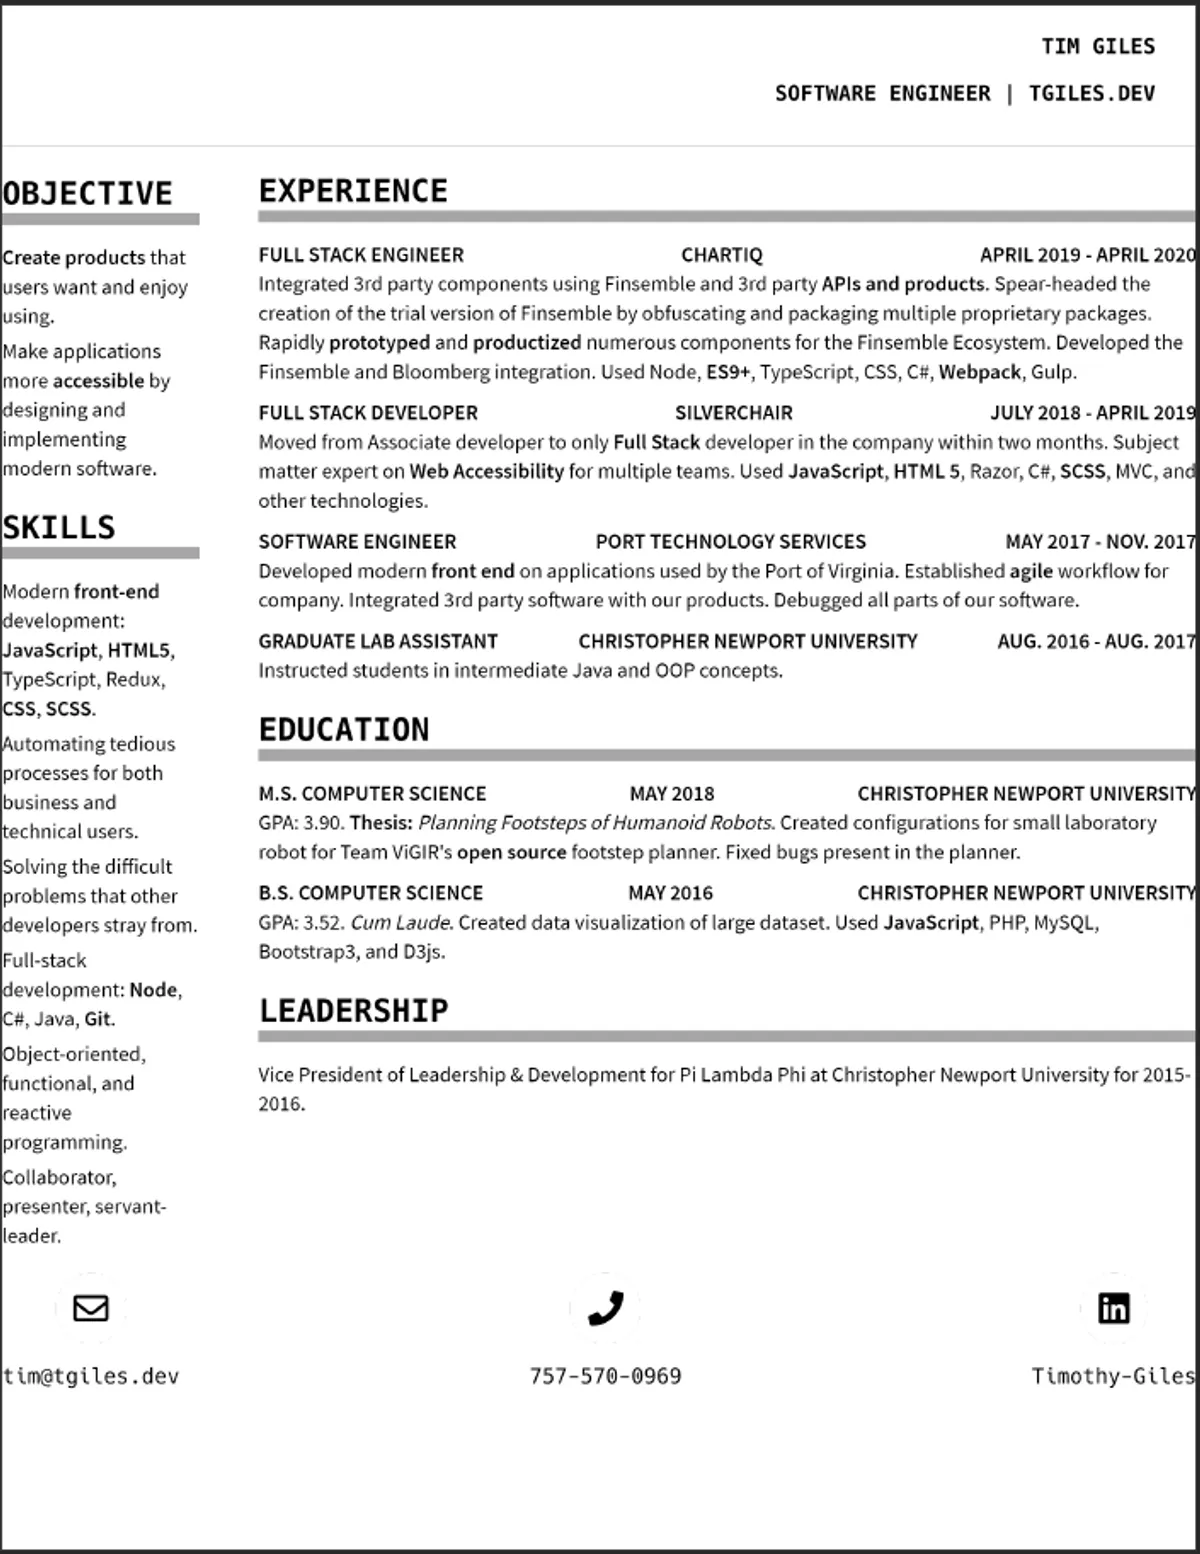 TIM GILES
SOFTWARE ENGINEER | TGILES.DEV
OBJECTIVE
Create products that
users want and enjoy
using.
Make applications
more accessible by
designing and
implementing
modern software.
SKILLS
Modern front-end
development:
JavaScript, HTML5,
TypeScript, Redux,
CSS, SCSS.
Automating tedious
processes for both
business and
technical users.
Solving the difficult
problems that other
developers stray from.
Full-stack
development: Node,
C#, Java, Git.
Object-oriented,
functional, and
reactive
programming.
Collaborator,
presenter, servant-
leader.
EXPERIENCE
FULL STACK ENGINEER CHARTIQ APRIL 2019 - APRIL 2020
Integrated 3rd party components using Finsemble and 3rd party APIs and products. Spear-headed the
creation of the trial version of Finsemble by obfuscating and packaging multiple proprietary packages.
Rapidly prototyped and productized numerous components for the Finsemble Ecosystem. Developed the
Finsemble and Bloomberg integration. Used Node, ES9+, TypeScript, CSS, C#, Webpack, Gulp.
FULL STACK DEVELOPER SILVERCHAIR JULY 2018 - APRIL 2019
Moved from Associate developer to only Full Stack developer in the company within two months. Subject
matter expert on Web Accessibility for multiple teams. Used JavaScript, HTML 5, Razor, C#, SCSS, MVC, and
other technologies.
SOFTWARE ENGINEER PORT TECHNOLOGY SERVICES MAY 2017 - NOV. 2017
Developed modern front end on applications used by the Port of Virginia. Established agile workflow for
company. Integrated 3rd party software with our products. Debugged all parts of our software.
GRADUATE LAB ASSISTANT CHRISTOPHER NEWPORT UNIVERSITY AUG. 2016 - AUG. 2017
Instructed students in intermediate Java and OOP concepts.
EDUCATION
M.S. COMPUTER SCIENCE MAY 2018 CHRISTOPHER NEWPORT UNIVERSITY
GPA: 3.90. Thesis: Planning Footsteps of Humanoid Robots. Created configurations for small laboratory
robot for Team ViGIR's open source footstep planner. Fixed bugs present in the planner.
B.S. COMPUTER SCIENCE MAY 2016 CHRISTOPHER NEWPORT UNIVERSITY
GPA: 3.52. Cum Laude. Created data visualization of large dataset. Used JavaScript, PHP, MySQL,
Bootstrap3, and D3js.
LEADERSHIP
Vice President of Leadership & Development for Pi Lambda Phi at Christopher Newport University for 2015-
2016.
in
tim@tgiles.dev 757-570-0969 Timothy-Giles